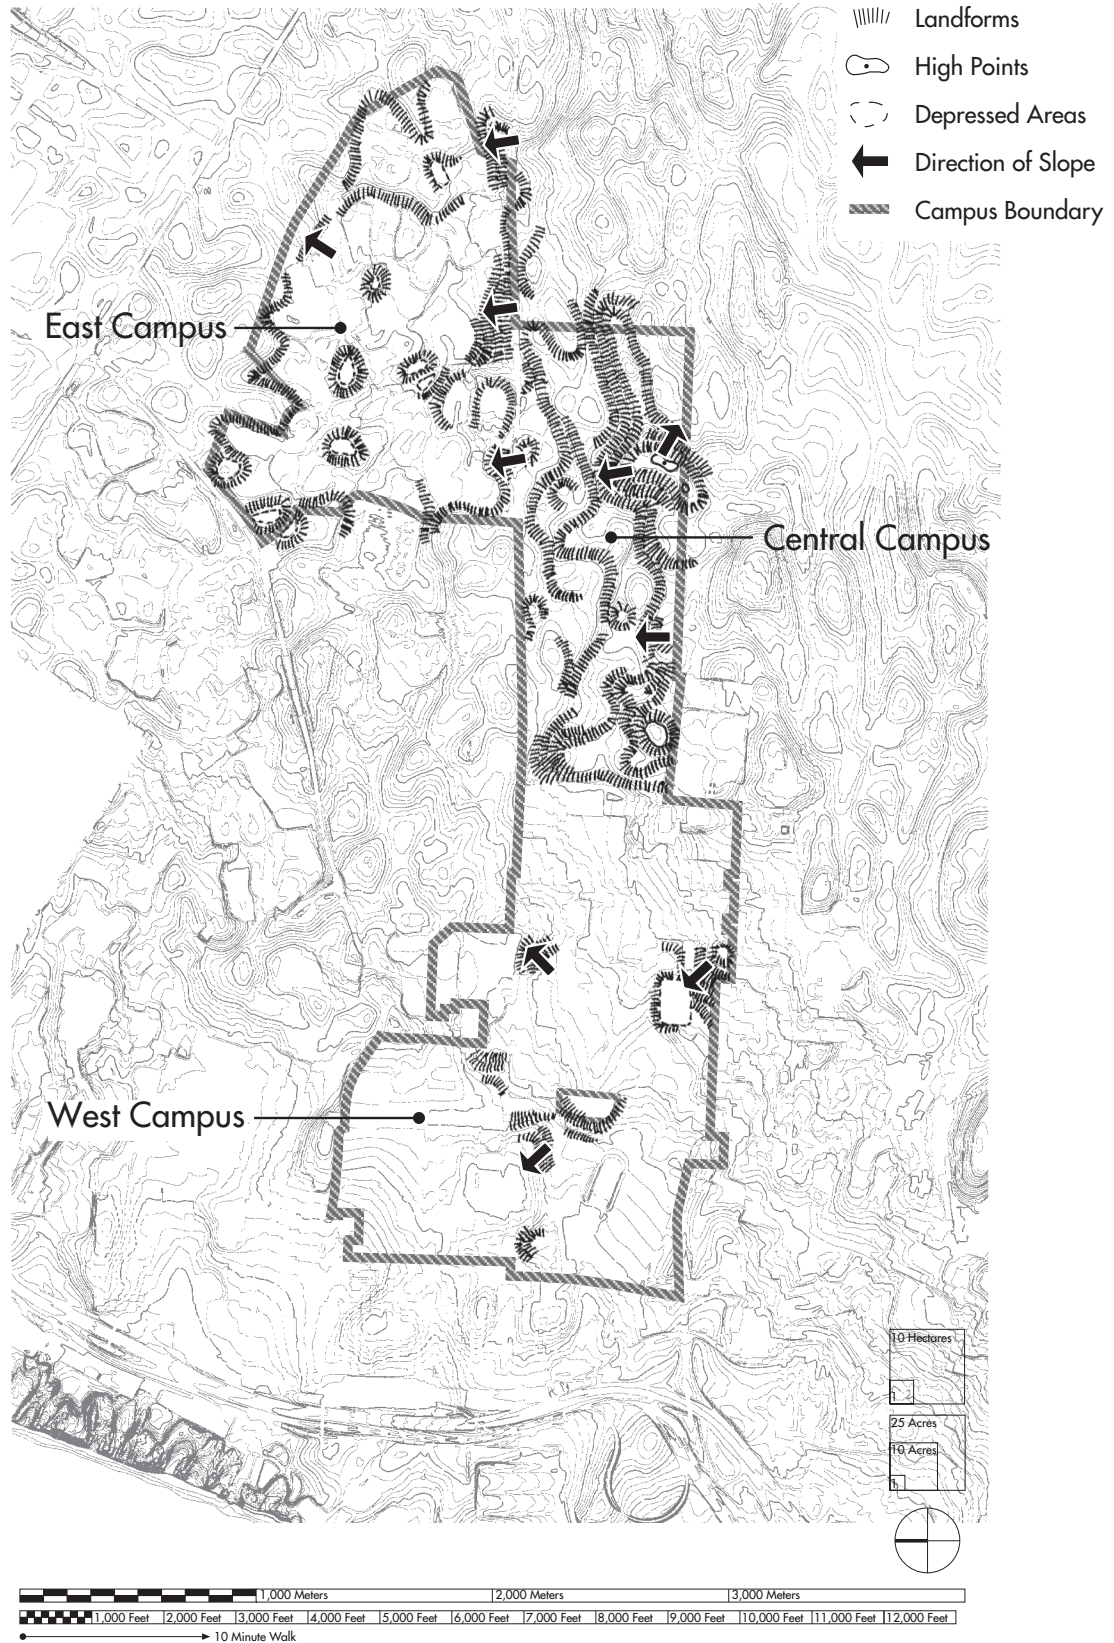 Landforms
High Points
Depressed Areas
Direction of Slope
Campus Boundary
East Campus
Central Campus
West Campus
10 Hectares
1
25 Acres
10 Acres
1
1,000 Meters 2,000 Meters 3,000 Meters
1,000 Feet 2,000 Feet 3,000 Feet 4,000 Feet 5,000 Feet 6,000 Feet 7,000 Feet 8,000 Feet 9,000 Feet 10,000 Feet 11,000 Feet 12,000 Feet
10 Minute Walk